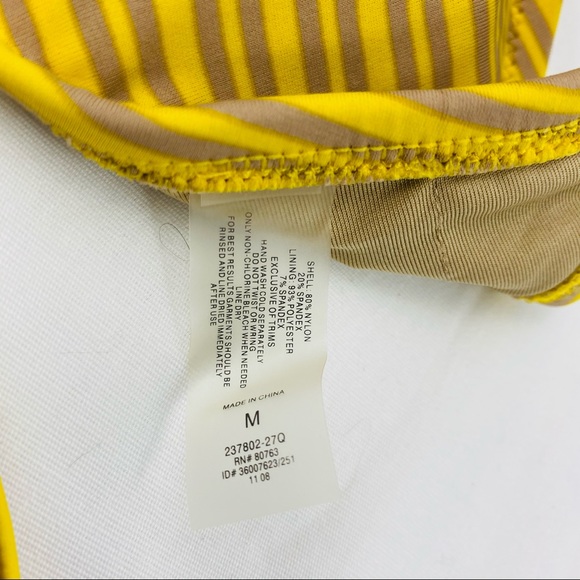 SHELL: 80% NYLON
20% SPANDEX
LINING: 93% POLYESTER
7% SPANDEX
EXCLUSIVE OF TRIMS
HAND WASH COLD SEPARATELY
DO NOT TWIST OR WRING
ONLY NON-CHLORINE BLEACH WHEN NEEDED
LINE DRY
FOR BEST RESULTS GARMENTS SHOULD BE
RINSED AND LINE DRIED IMMEDIATELY
AFTER USE
MADE IN CHINA
M
237802-27Q
RN# 80763
ID# 36007623/251
11 08